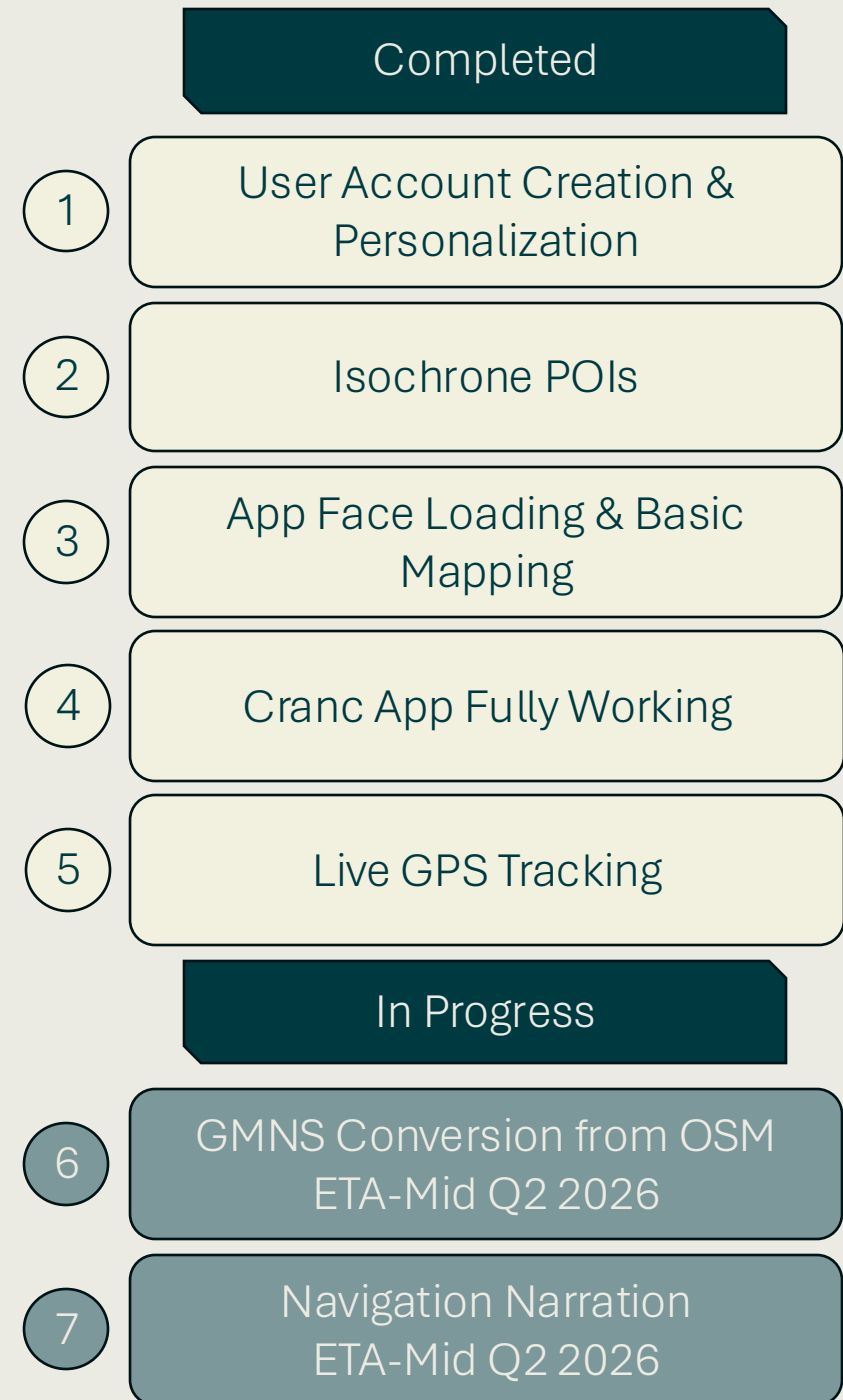 Completed
1
User Account Creation &
Personalization
2
Isochrone POIs
3
App Face Loading & Basic
Mapping
4
Cranc App Fully Working
5
Live GPS Tracking
In Progress
6
GMNS Conversion from OSM
ETA-Mid Q2 2026
7
Navigation Narration
ETA-Mid Q2 2026